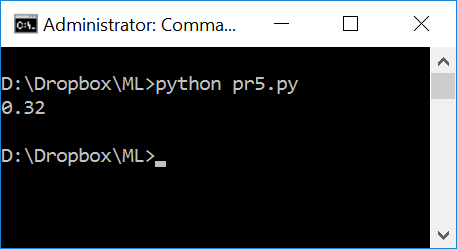 Administrator: Comma...
D:\Dropbox\ML>python pr5.py
0.32
D:\Dropbox\ML>